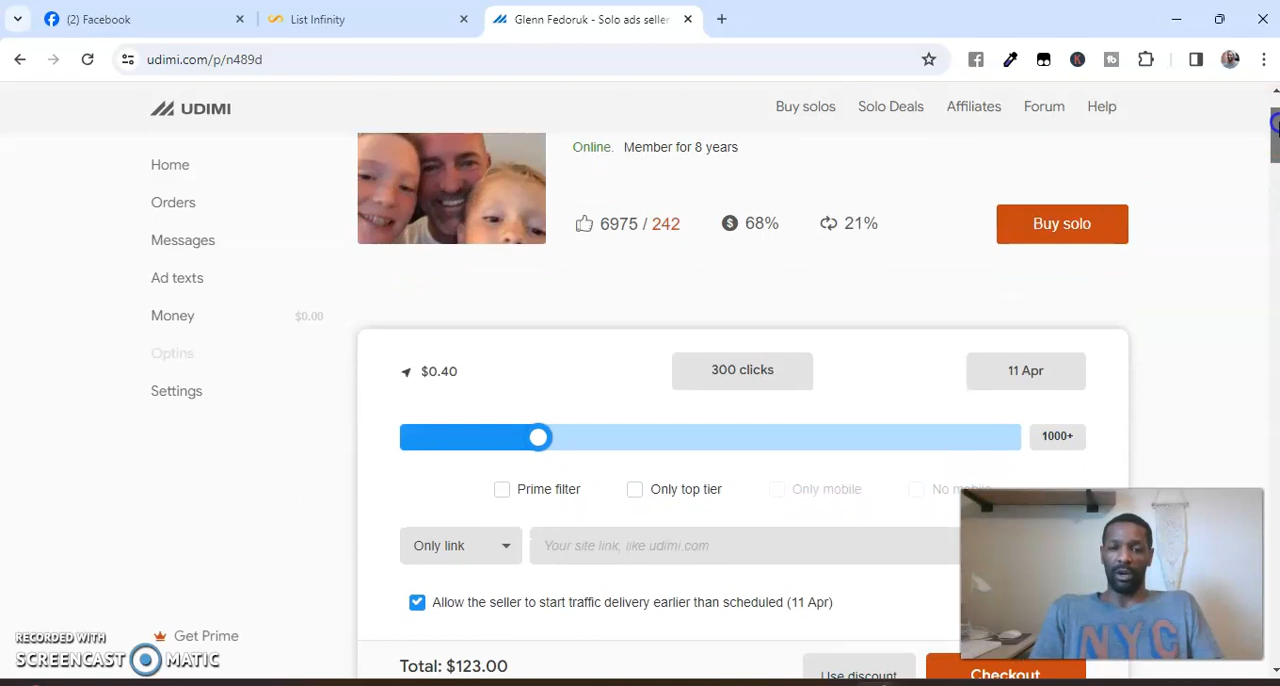 (2) Facebook
List Infinity
Glenn Fedoruk - Solo ads seller
udimi.com/p/n489d
UDIMI
Buy solos
Solo Deals
Affiliates
Forum
Help
Home
Orders
Messages
Ad texts
Money $0.00
Optins
Settings
Get Prime
Online. Member for 8 years
6975 / 242
68%
21%
Buy solo
$0.40
300 clicks
11 Apr
1000+
Prime filter
Only top tier
Only mobile
No mobile
Only link
Your site link, like udimi.com
Allow the seller to start traffic delivery earlier than scheduled (11 Apr)
Total: $123.00
Use discount
Checkout
RECORDED WITH
SCREENCAST MATIC
NYC